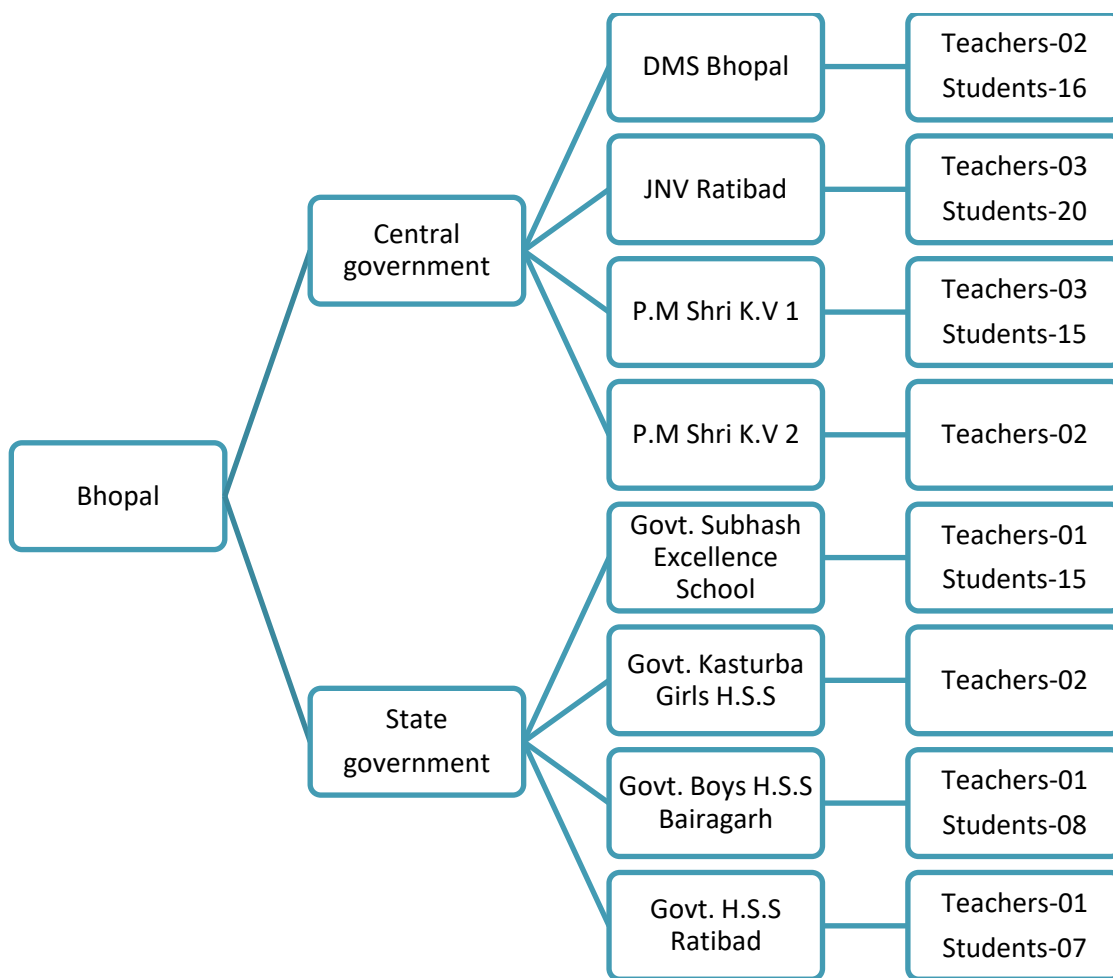 Bhopal
Central
government
State
government
DMS Bhopal
Teachers-02
Students-16
JNV Ratibad
Teachers-03
Students-20
P.M Shri K.V 1
Teachers-03
Students-15
P.M Shri K.V 2
Teachers-02
Govt. Subhash
Excellence
School
Teachers-01
Students-15
Govt. Kasturba
Girls H.S.S
Teachers-02
Govt. Boys H.S.S
Bairagarh
Teachers-01
Students-08
Govt. H.S.S
Ratibad
Teachers-01
Students-07